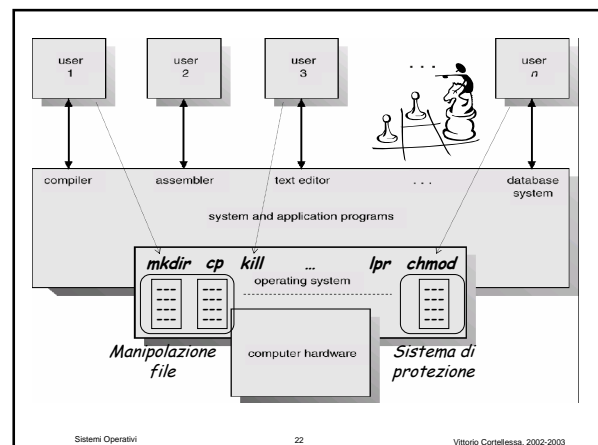 user user user . . . user
1 2 3 n
compiler assembler text editor . . . database
system
system and application programs
mkdir cp kill ... lpr chmod
operating system
Manipolazione computer hardware Sistema di
file protezione
Sistemi Operativi 22 Vittorio Cortellessa, 2002-2003